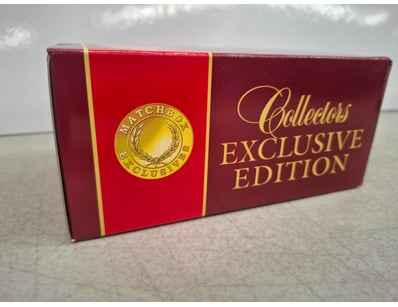 MATCHBOX
EXCLUSIVES
Collectors
EXCLUSIVE
EDITION